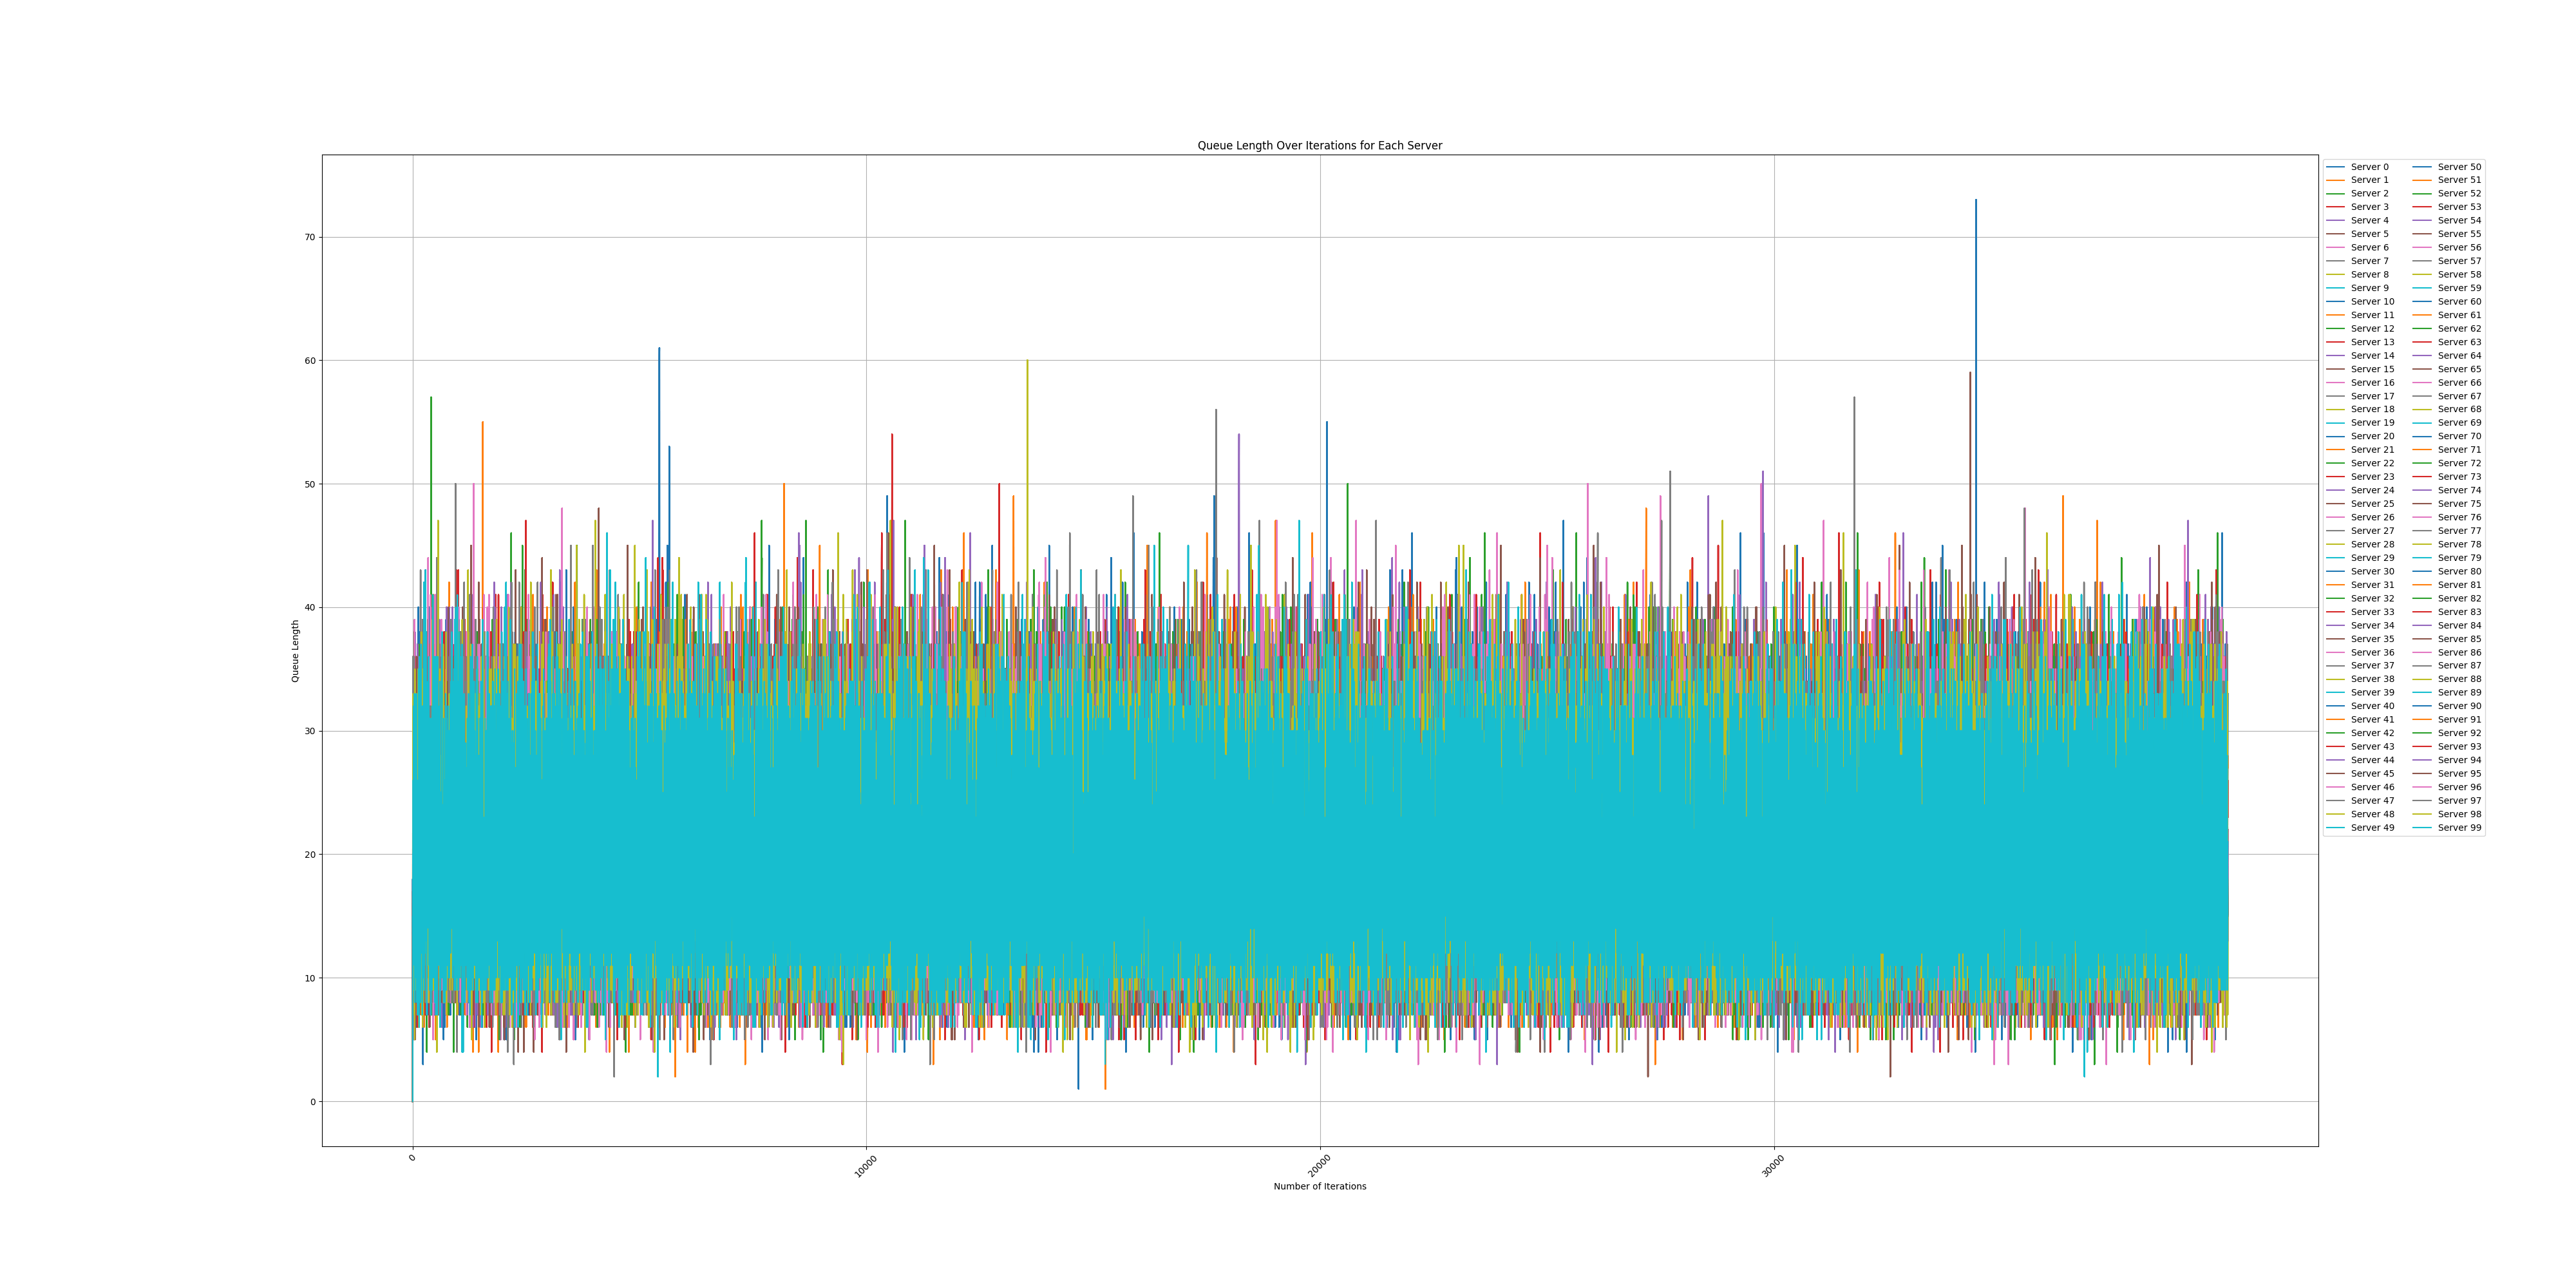 Queue Length Over Iterations for Each Server
Queue Length
70
60
50
40
30
20
10
0
0
10000
20000
30000
Number of Iterations
Server 0
Server 1
Server 2
Server 3
Server 4
Server 5
Server 6
Server 7
Server 8
Server 9
Server 10
Server 11
Server 12
Server 13
Server 14
Server 15
Server 16
Server 17
Server 18
Server 19
Server 20
Server 21
Server 22
Server 23
Server 24
Server 25
Server 26
Server 27
Server 28
Server 29
Server 30
Server 31
Server 32
Server 33
Server 34
Server 35
Server 36
Server 37
Server 38
Server 39
Server 40
Server 41
Server 42
Server 43
Server 44
Server 45
Server 46
Server 47
Server 48
Server 49
Server 50
Server 51
Server 52
Server 53
Server 54
Server 55
Server 56
Server 57
Server 58
Server 59
Server 60
Server 61
Server 62
Server 63
Server 64
Server 65
Server 66
Server 67
Server 68
Server 69
Server 70
Server 71
Server 72
Server 73
Server 74
Server 75
Server 76
Server 77
Server 78
Server 79
Server 80
Server 81
Server 82
Server 83
Server 84
Server 85
Server 86
Server 87
Server 88
Server 89
Server 90
Server 91
Server 92
Server 93
Server 94
Server 95
Server 96
Server 97
Server 98
Server 99